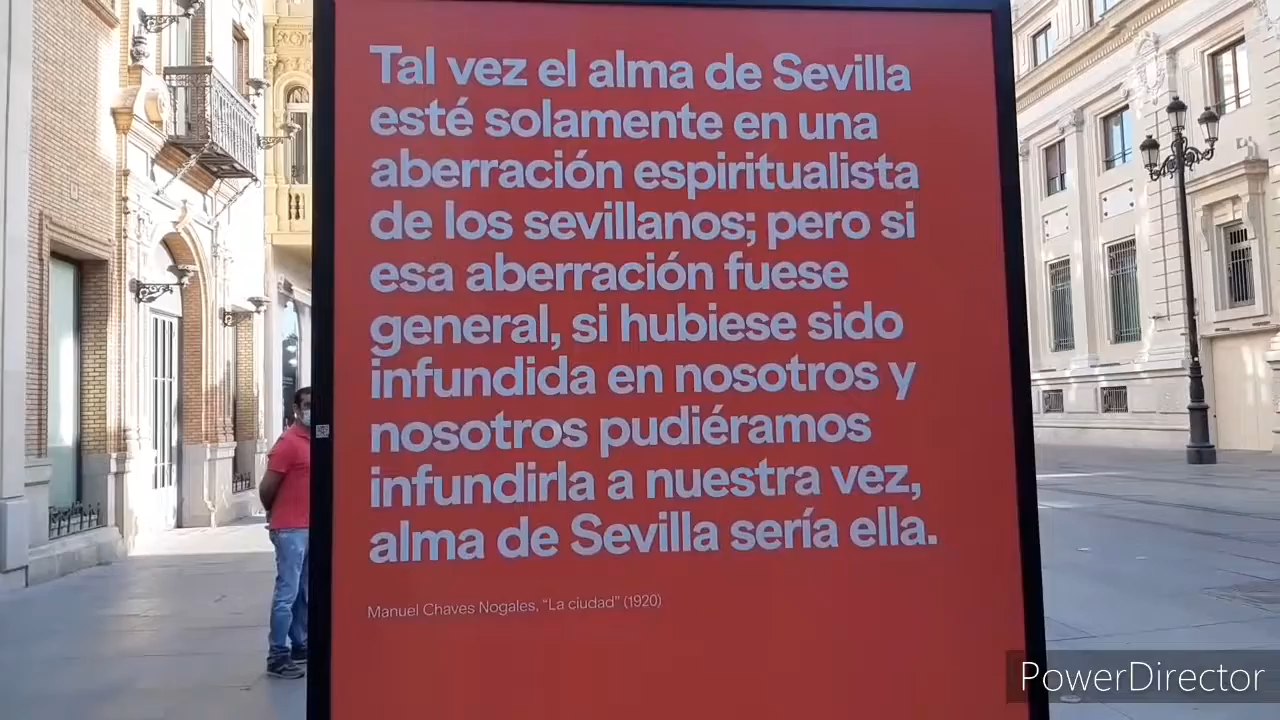 Tal vez el alma de Sevilla
esté solamente en una
aberración espiritualista
de los sevillanos; pero si
esa aberración fuese
general, si hubiese sido
infundida en nosotros y
nosotros pudiéramos
infundirla a nuestra vez,
alma de Sevilla sería ella.
Manuel Chaves Nogales, “La ciudad” (1920)
PowerDirector